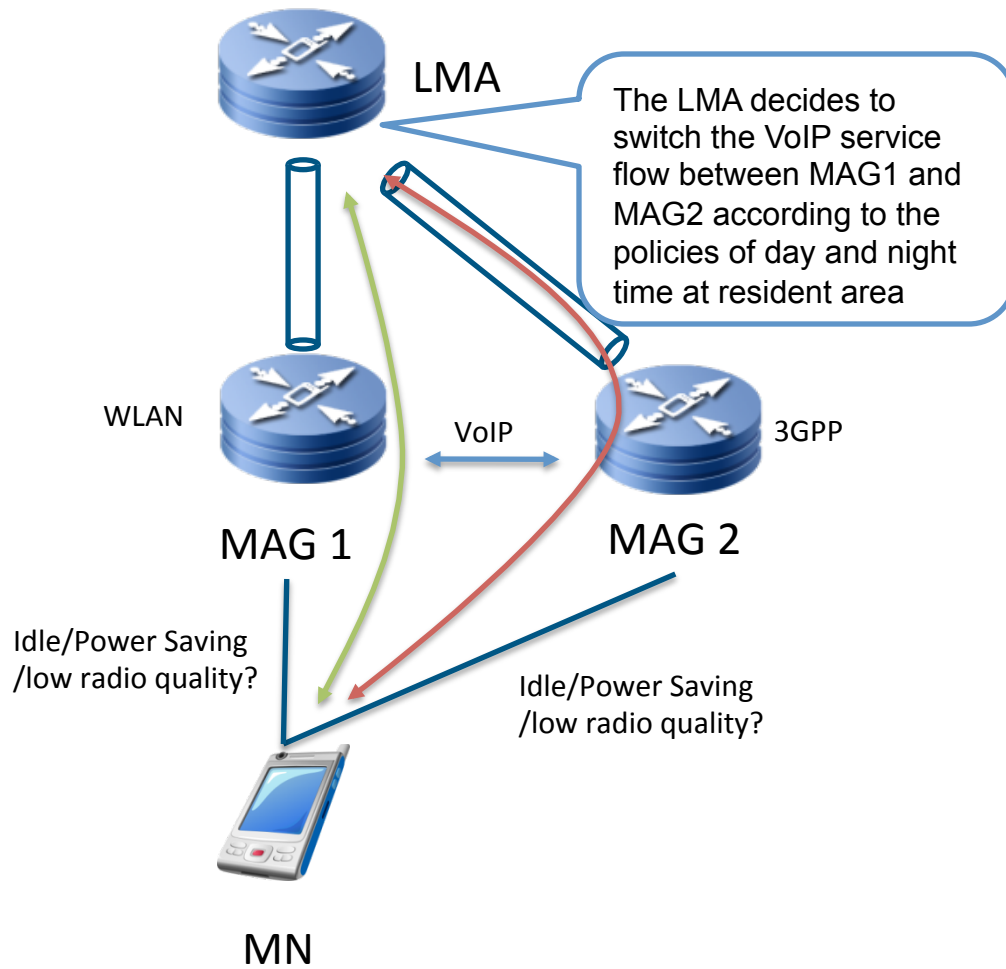 LMA
The LMA decides to
switch the VoIP service
flow between MAG1 and
MAG2 according to the
policies of day and night
time at resident area
WLAN
VoIP
3GPP
MAG 1
MAG 2
Idle/Power Saving
/low radio quality?
Idle/Power Saving
/low radio quality?
MN